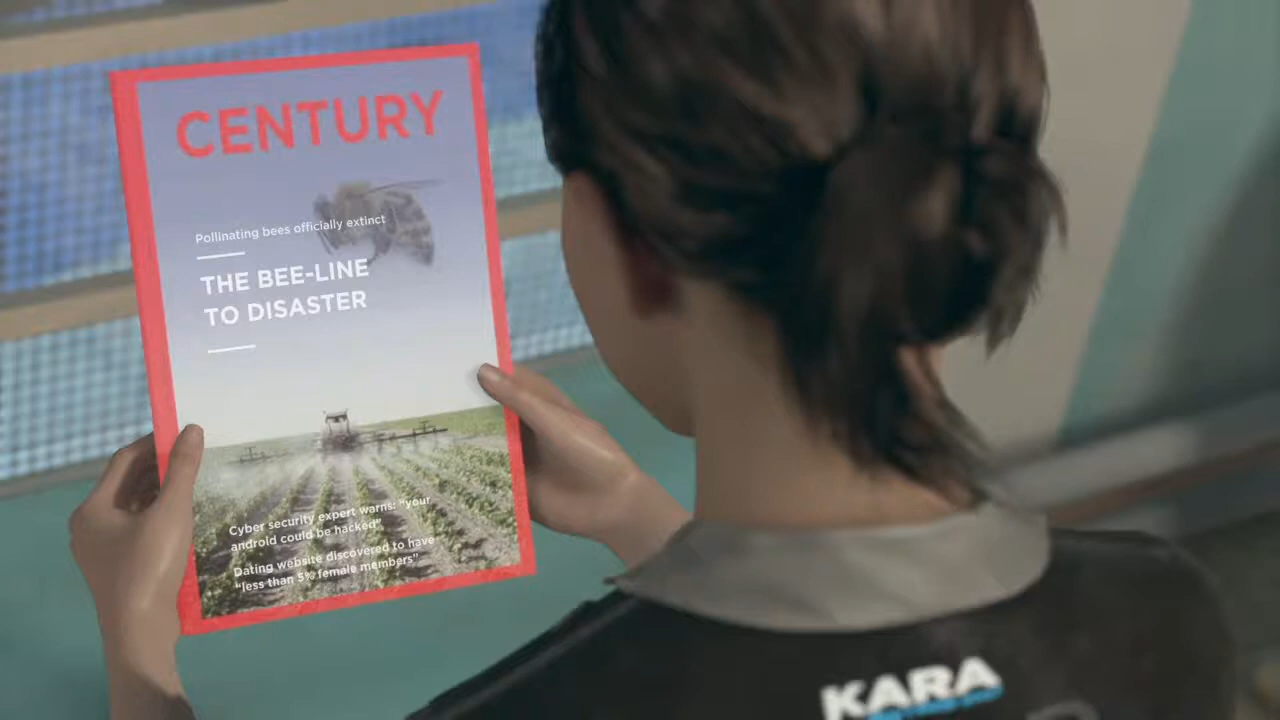 CENTURY
Pollinating bees officially extinct
THE BEE-LINE
TO DISASTER
Cyber security expert warns: "your
android could be hacked"
Dating website discovered to have
"less than 5% female members"
KARA